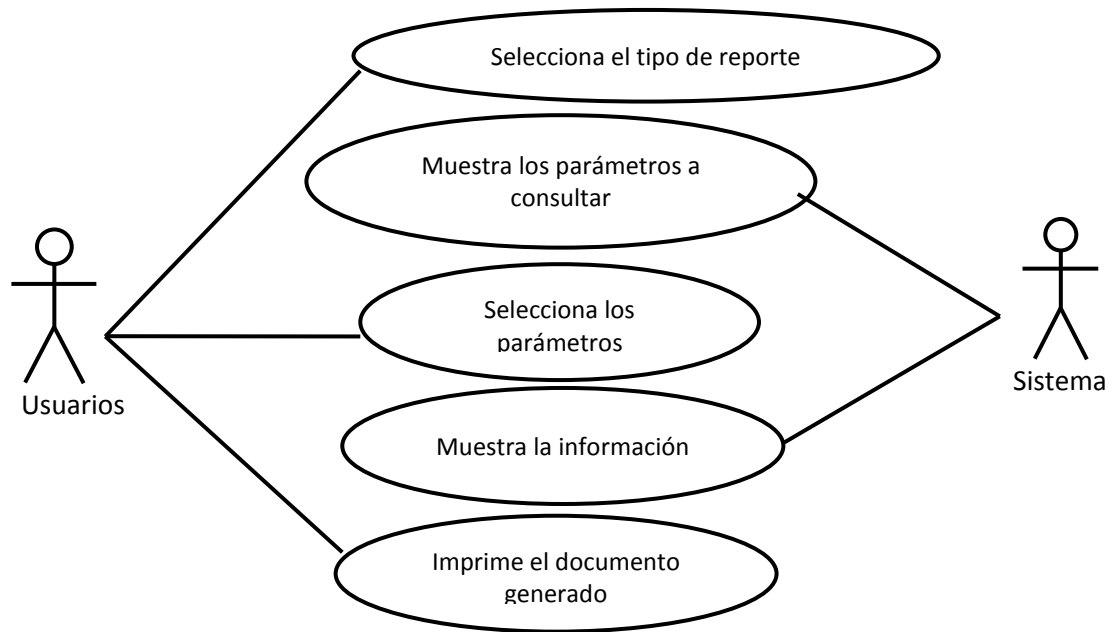 Selecciona el tipo de reporte
Muestra los parámetros a
consultar
Selecciona los
parámetros
Usuarios
Sistema
Muestra la información
Imprime el documento
generado